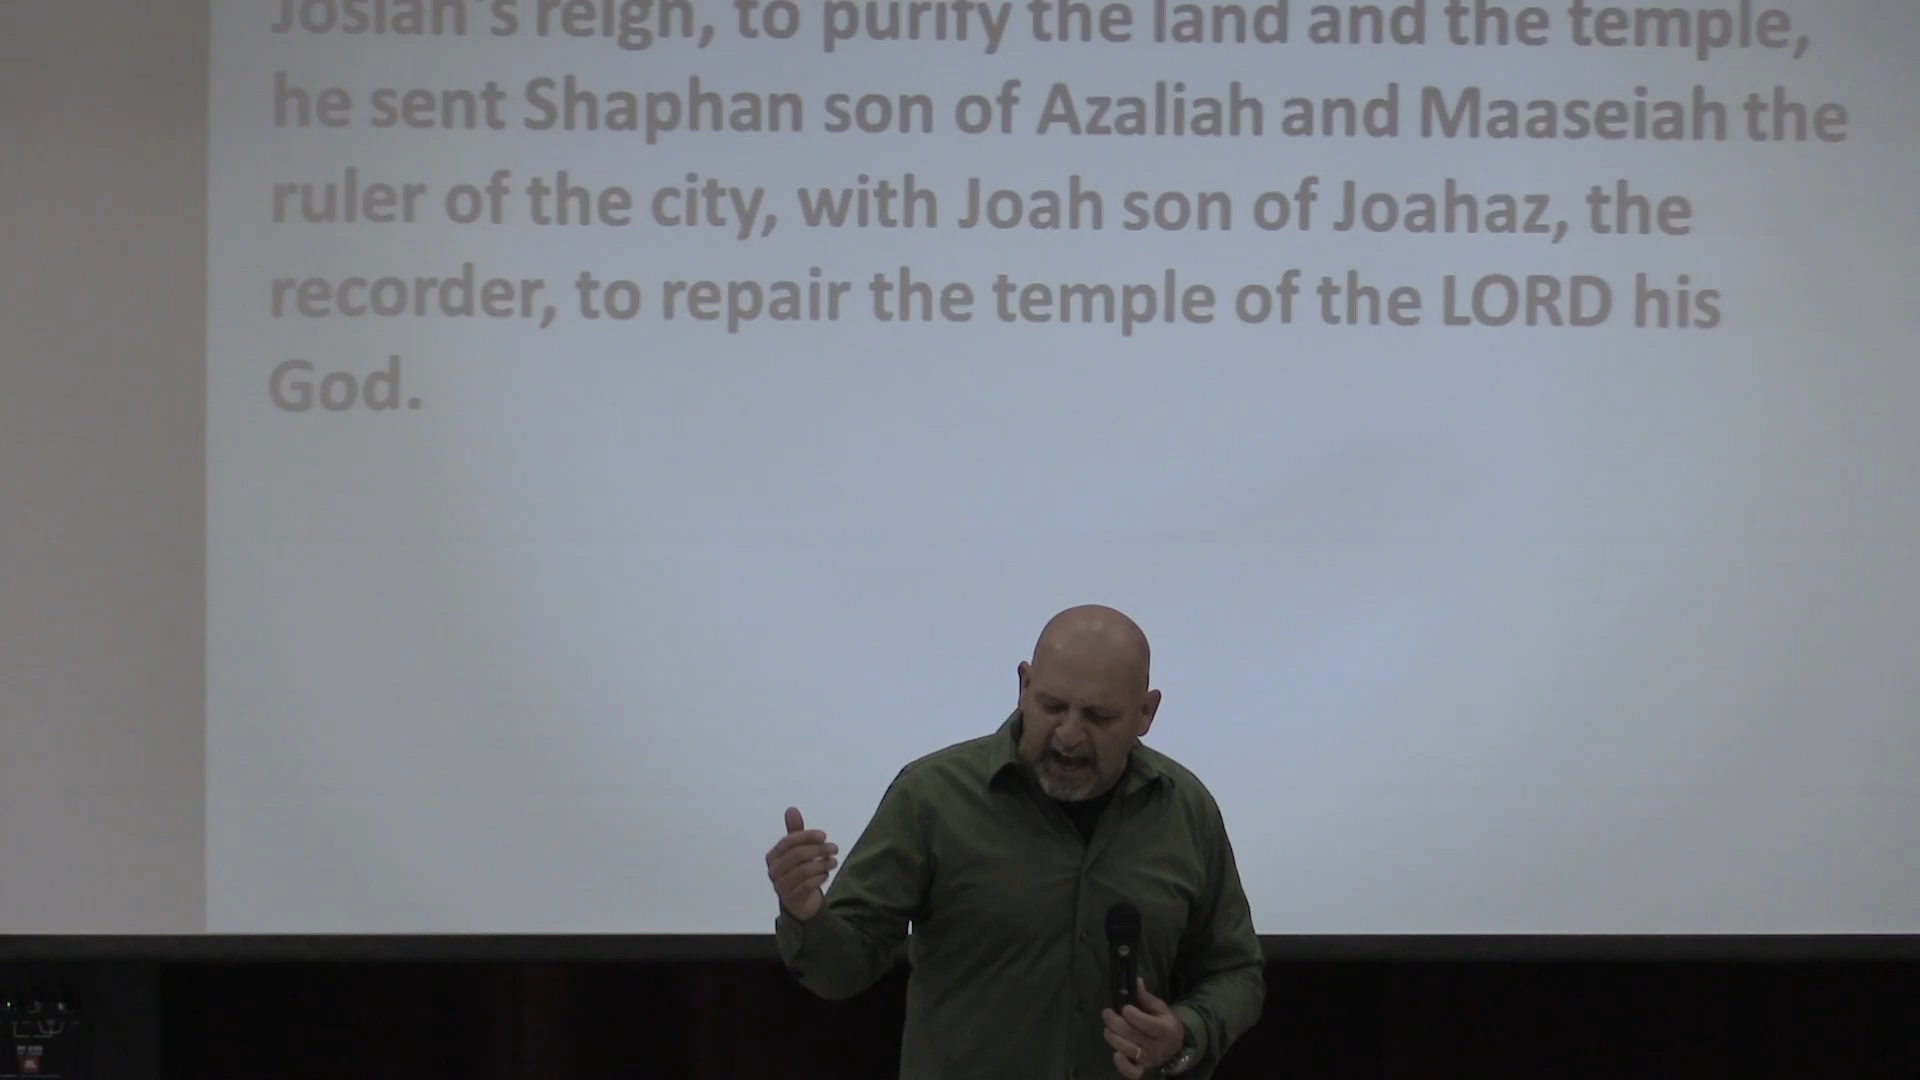 Josiah's reign, to purify the land and the temple,
he sent Shaphan son of Azaliah and Maaseiah the
ruler of the city, with Joah son of Joahaz, the
recorder, to repair the temple of the LORD his
God.